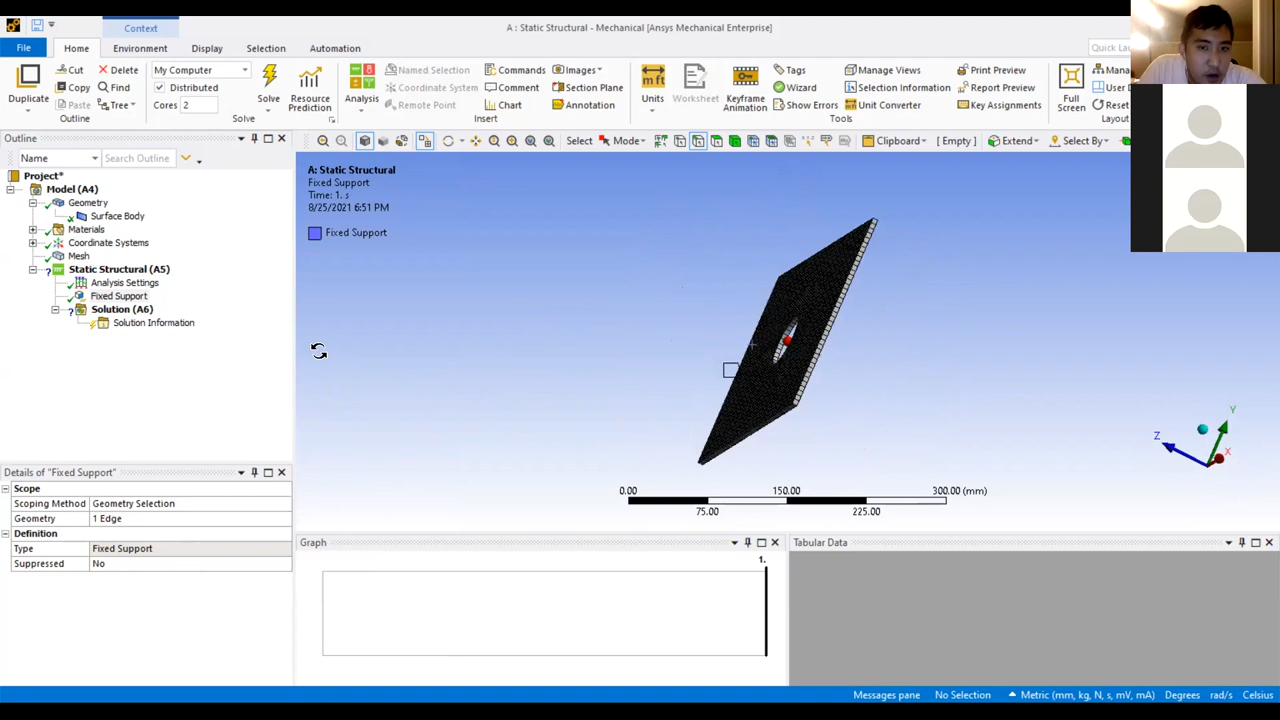 Context
A : Static Structural - Mechanical [Ansys Mechanical Enterprise]
File Home Environment Display Selection Automation
Quick Lau
Duplicate
Cut
Copy
Paste
Delete
Find
Tree
Outline
My Computer
Distributed
Cores 2
Solve
Resource Prediction
Solve
Analysis
Named Selection
Coordinate System
Remote Point
Commands
Comment
Chart
Images
Section Plane
Annotation
Insert
Units
Worksheet
Keyframe Animation
Tags
Wizard
Show Errors
Manage Views
Selection Information
Unit Converter
Print Preview
Report Preview
Key Assignments
Tools
Full Screen
Mana
User D
Reset
Layout
Outline
Name
Search Outline
Select Mode
Clipboard [ Empty ] Extend Select By
Project*
Model (A4)
Geometry
Surface Body
Materials
Coordinate Systems
Mesh
Static Structural (A5)
Analysis Settings
Fixed Support
Solution (A6)
Solution Information
A: Static Structural
Fixed Support
Time: 1. s
8/25/2021 6:51 PM
Fixed Support
Y
Z
X
0.00 150.00 300.00 (mm)
75.00 225.00
Details of "Fixed Support"
Scope
Scoping Method Geometry Selection
Geometry 1 Edge
Definition
Type Fixed Support
Suppressed No
Graph
1.
Tabular Data
Messages pane No Selection Metric (mm, kg, N, s, mV, mA) Degrees rad/s Celsius